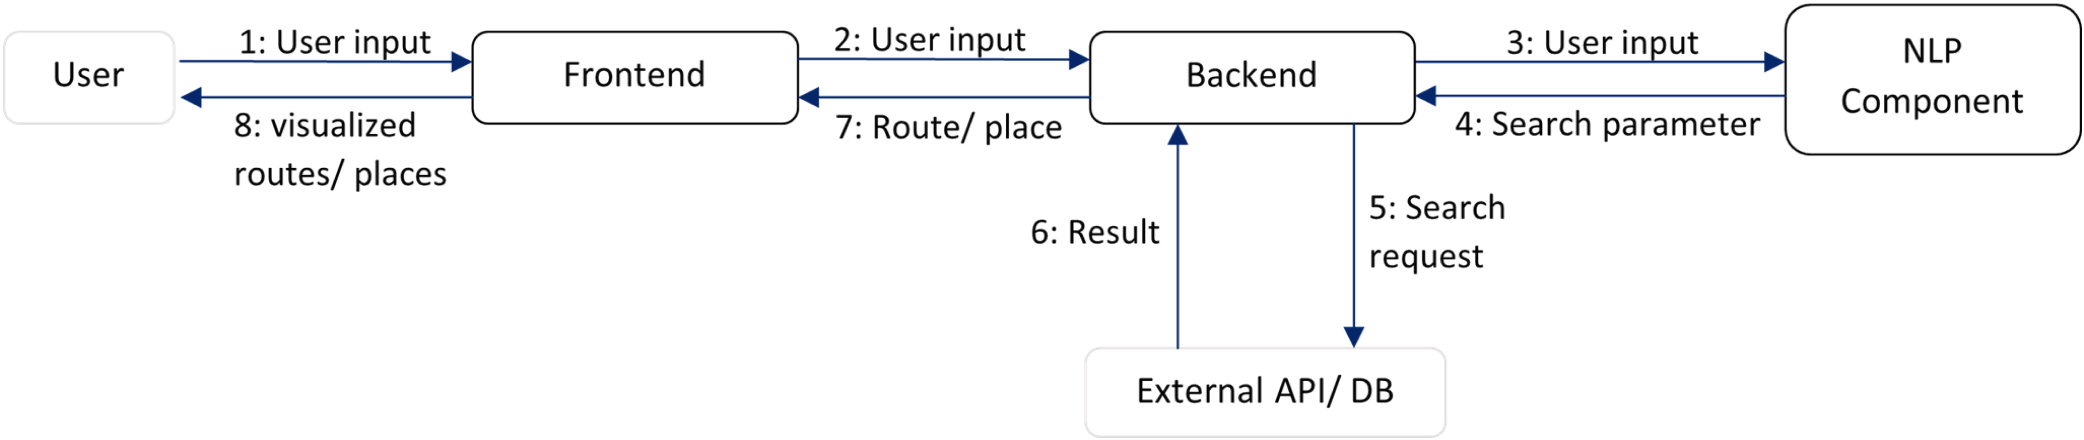 User
1: User input
Frontend
2: User input
Backend
3: User input
NLP
Component
8: visualized
routes/ places
7: Route/ place
4: Search parameter
6: Result
5: Search
request
External API/ DB